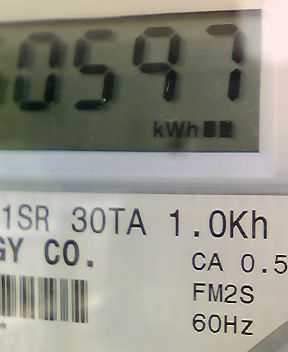 0597
kWh
1SR 30TA 1.0Kh
GY CO.
CA 0.5
FM2S
60Hz